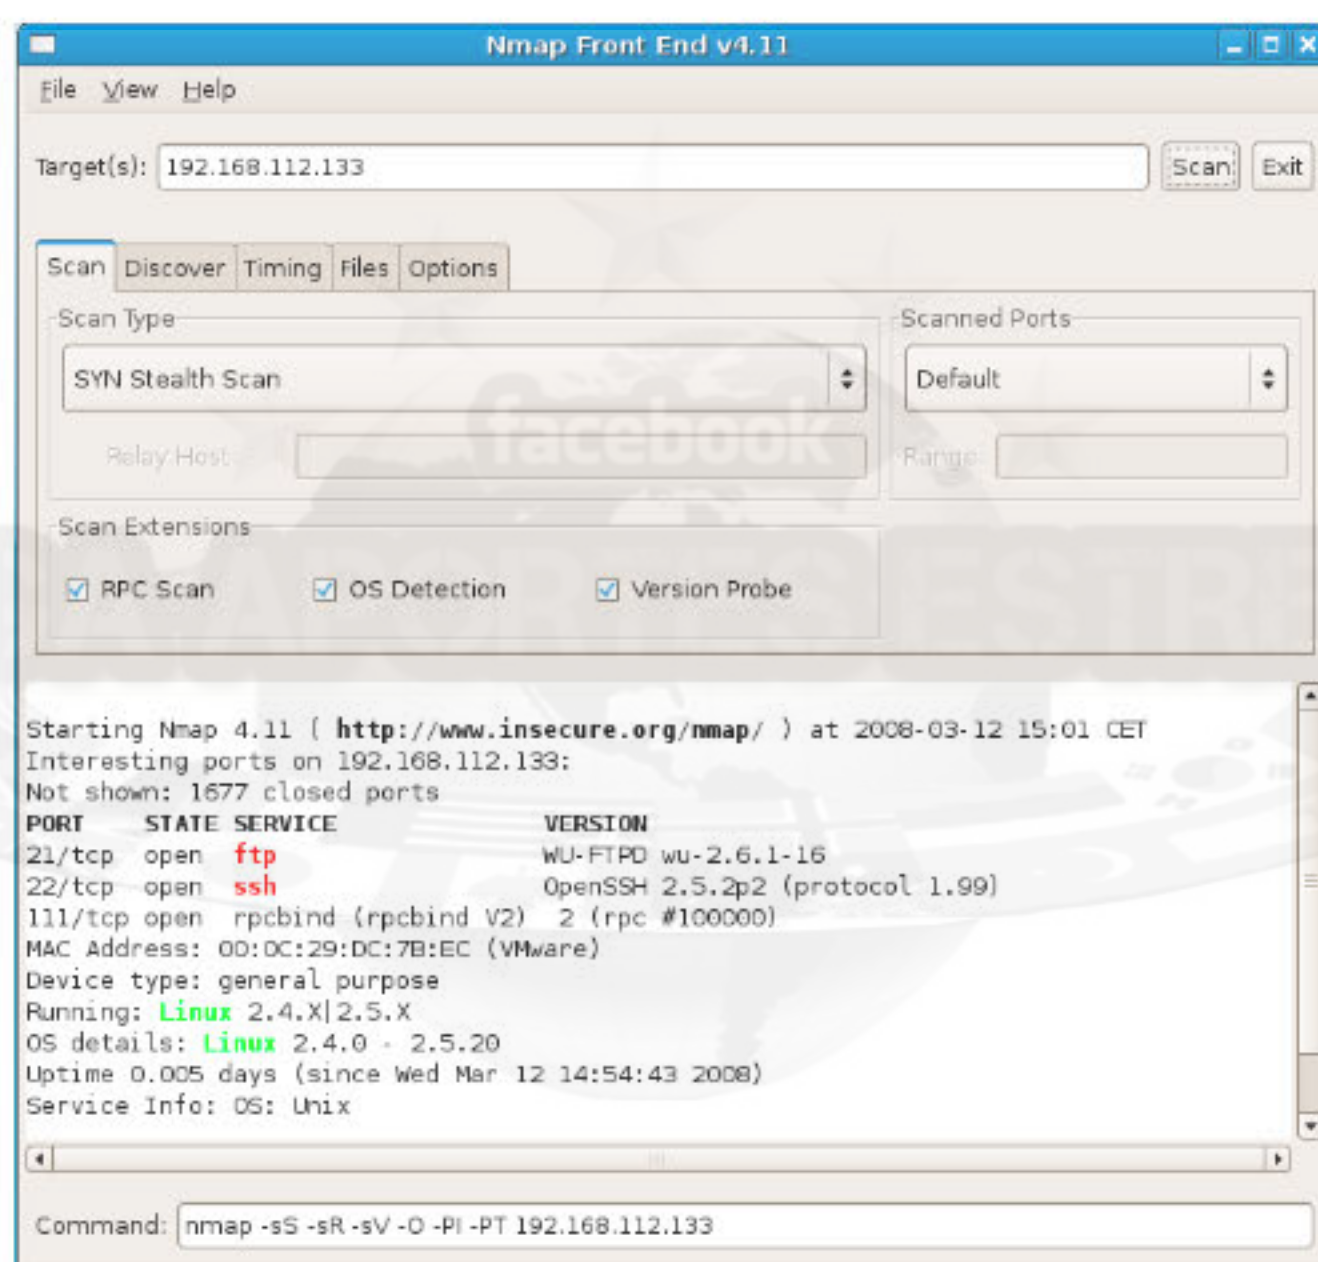 Nmap Front End v4.11
File View Help
Target(s): 192.168.112.133 Scan Exit
Scan Discover Timing Files Options
Scan Type Scanned Ports
SYN Stealth Scan Default
Relay Host: Range:
facebook
Scan Extensions
RPC Scan OS Detection Version Probe
Starting Nmap 4.11 ( http://www.insecure.org/nmap/ ) at 2008-03-12 15:01 CET
Interesting ports on 192.168.112.133:
Not shown: 1677 closed ports
PORT STATE SERVICE VERSION
21/tcp open ftp WU-FTPD wu-2.6.1-16
22/tcp open ssh OpenSSH 2.5.2p2 (protocol 1.99)
111/tcp open rpcbind (rpcbind V2) 2 (rpc #100000)
MAC Address: 00:0C:29:DC:7B:EC (VMware)
Device type: general purpose
Running: Linux 2.4.X|2.5.X
OS details: Linux 2.4.0 - 2.5.20
Uptime 0.005 days (since Wed Mar 12 14:54:43 2008)
Service Info: OS: Unix
Command: nmap -sS -sR -sV -O -PI -PT 192.168.112.133